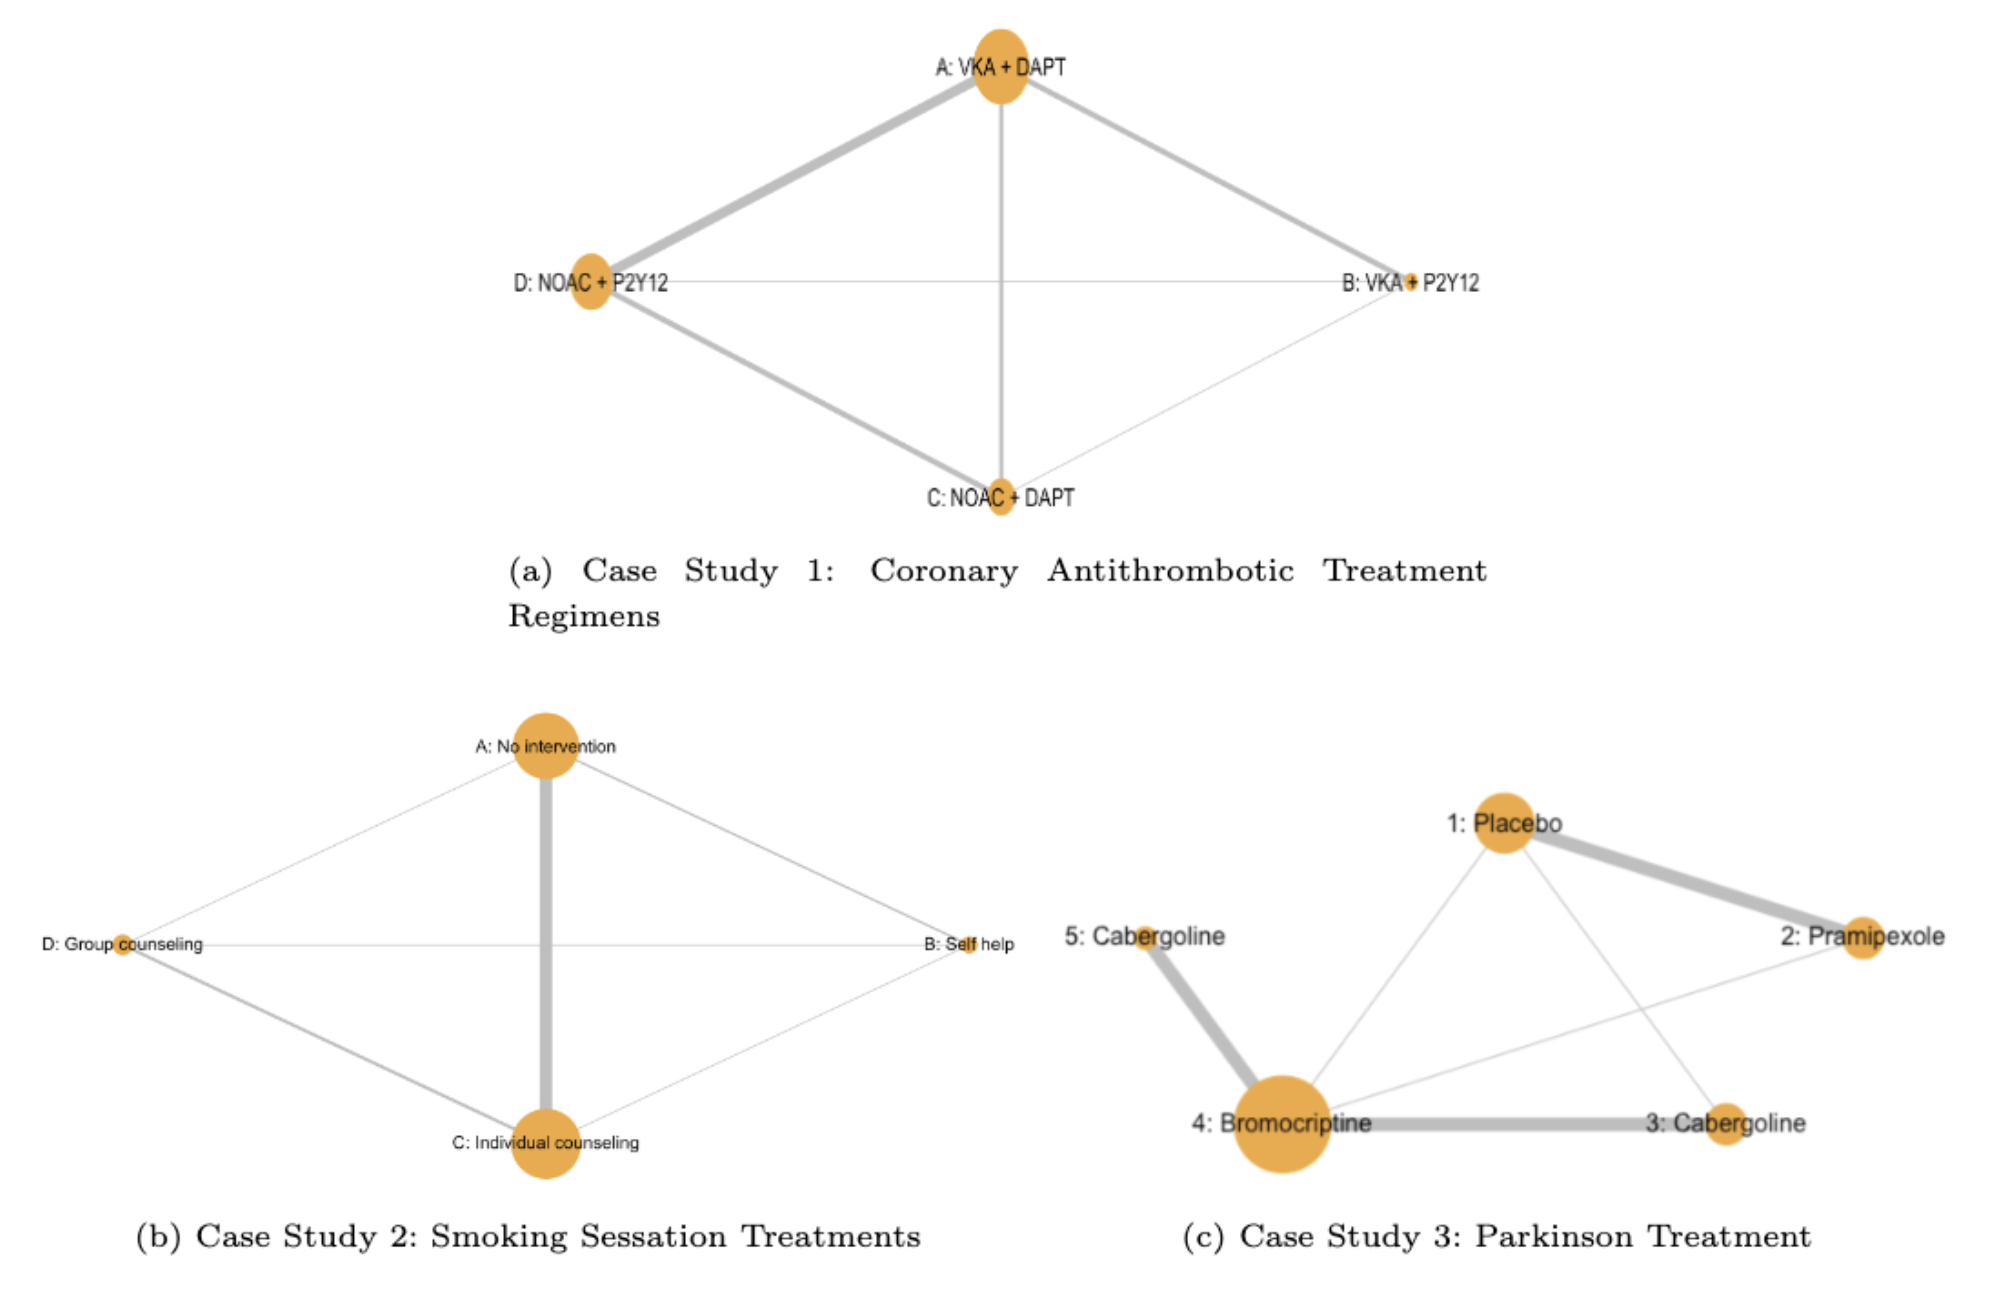 A: VKA + DAPT
D: NOAC + P2Y12
B: VKA + P2Y12
C: NOAC + DAPT
(a) Case Study 1: Coronary Antithrombotic Treatment
Regimens
A: No intervention
D: Group counseling
B: Self help
C: Individual counseling
(b) Case Study 2: Smoking Sessation Treatments
1: Placebo
5: Cabergoline
2: Pramipexole
4: Bromocriptine
3: Cabergoline
(c) Case Study 3: Parkinson Treatment